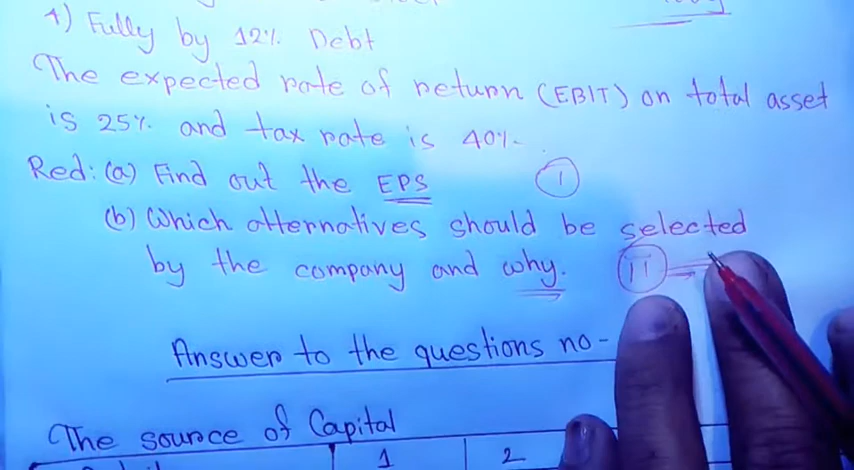 4) Fully by 12% Debt
The expected rate of return (EBIT) on total asset
is 25% and tax rate is 40%.
Red: (a) Find out the EPS (I)
(b) Which alternatives should be selected
by the company and why. (II)
Answer to the questions no-
The source of Capital
1 2